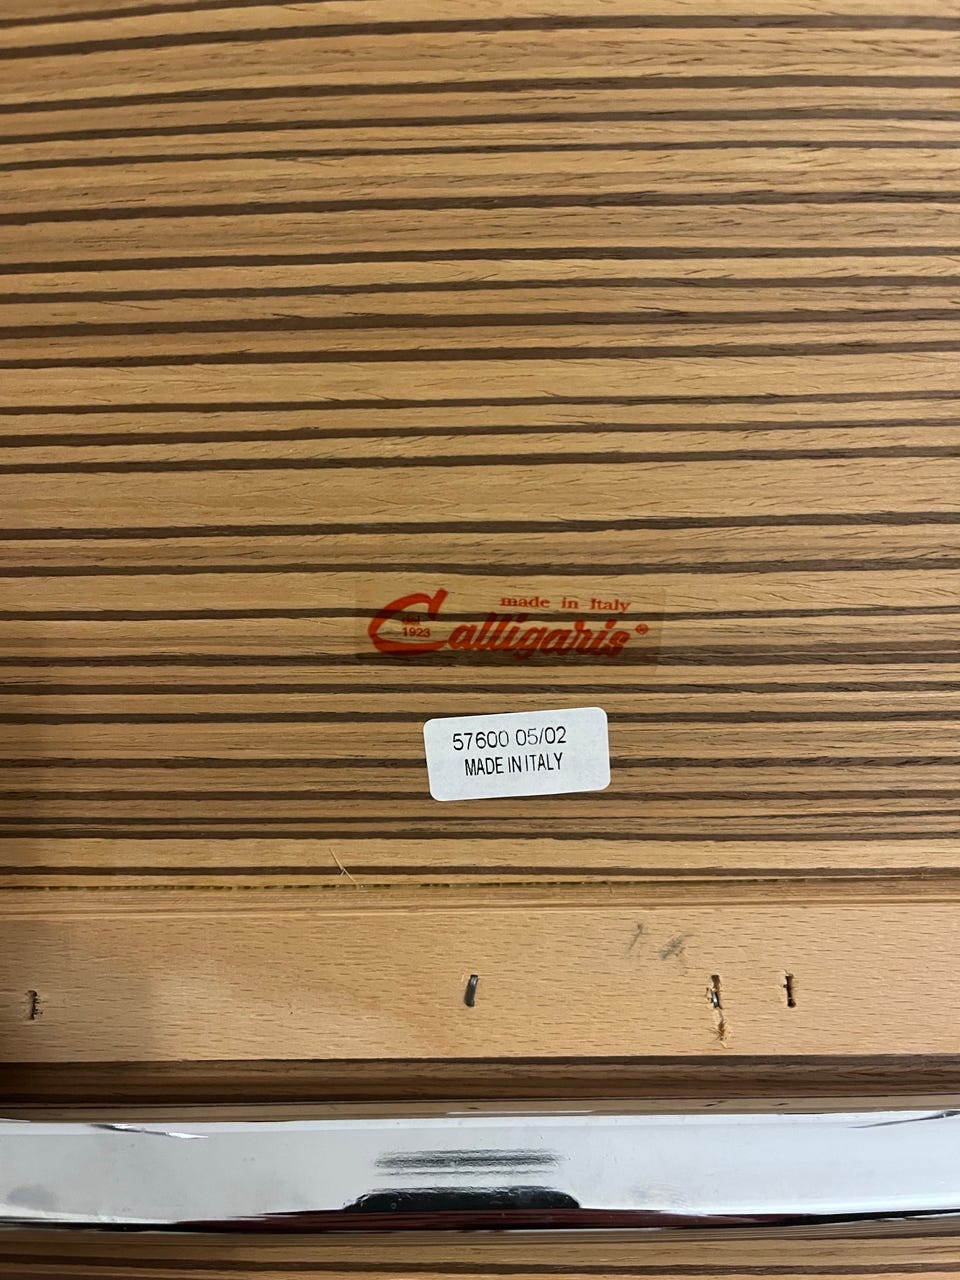 made in Italy
dal 1923
Calligaris®
57600 05/02
MADE IN ITALY